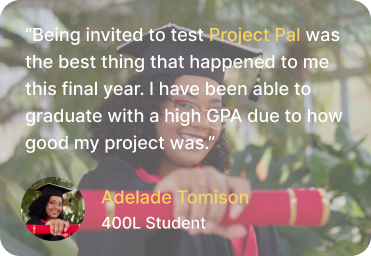 “Being invited to test Project Pal was
the best thing that happened to me
this final year. I have been able to
graduate with a high GPA due to how
good my project was.”
Adelade Tomison
400L Student